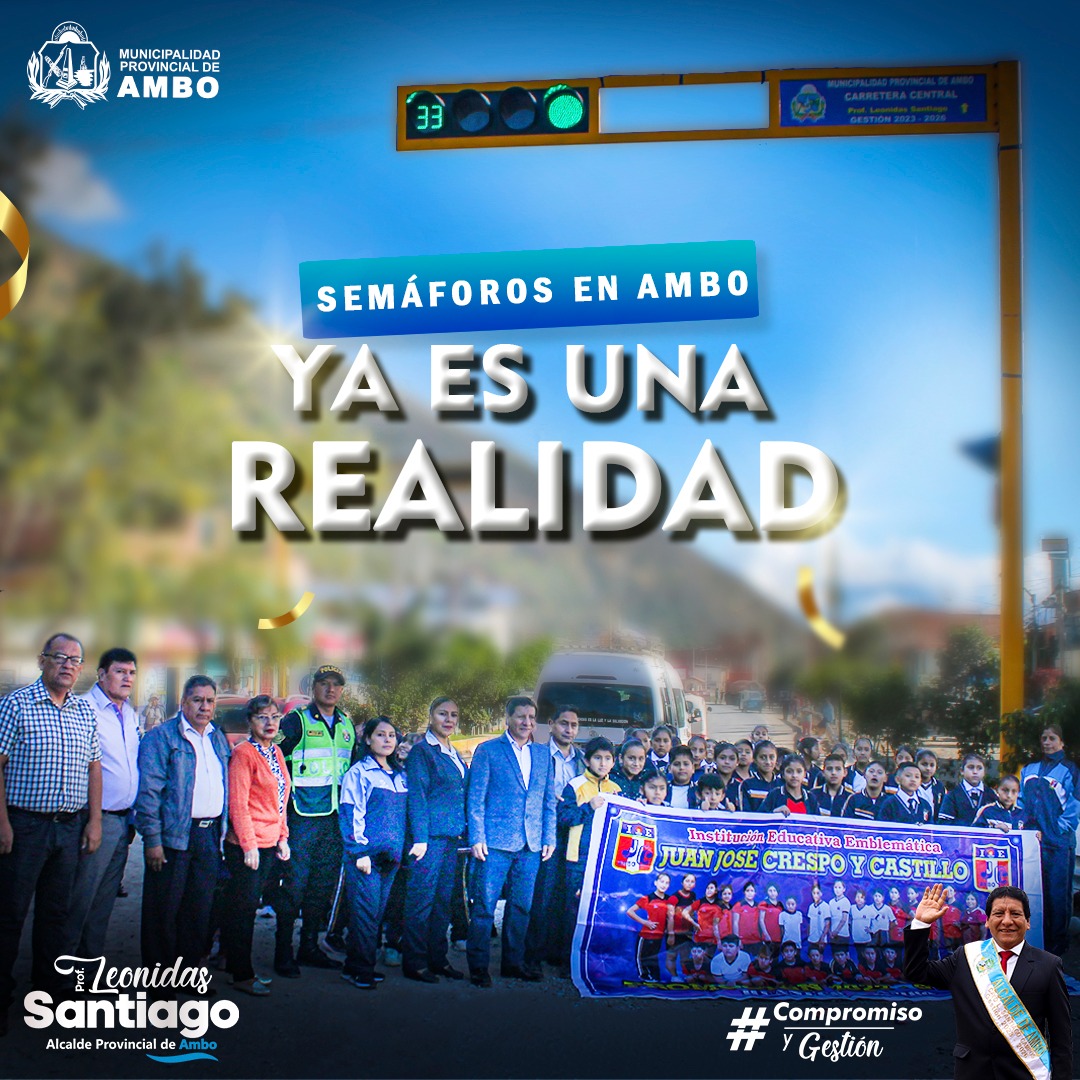 MUNICIPALIDAD
PROVINCIAL DE
AMBO
33
MUNICIPALIDAD PROVINCIAL DE AMBO
CARRETERA CENTRAL
Prof. Leonidas Santiago
GESTIÓN 2023 - 2026
SEMÁFOROS EN AMBO
YA ES UNA
REALIDAD
POLICIA
Institución Educativa Emblemática
JUAN JOSÉ CRESPO Y CASTILLO
Prof. Leonidas
Santiago
Alcalde Provincial de Ambo
#Compromiso
y Gestión